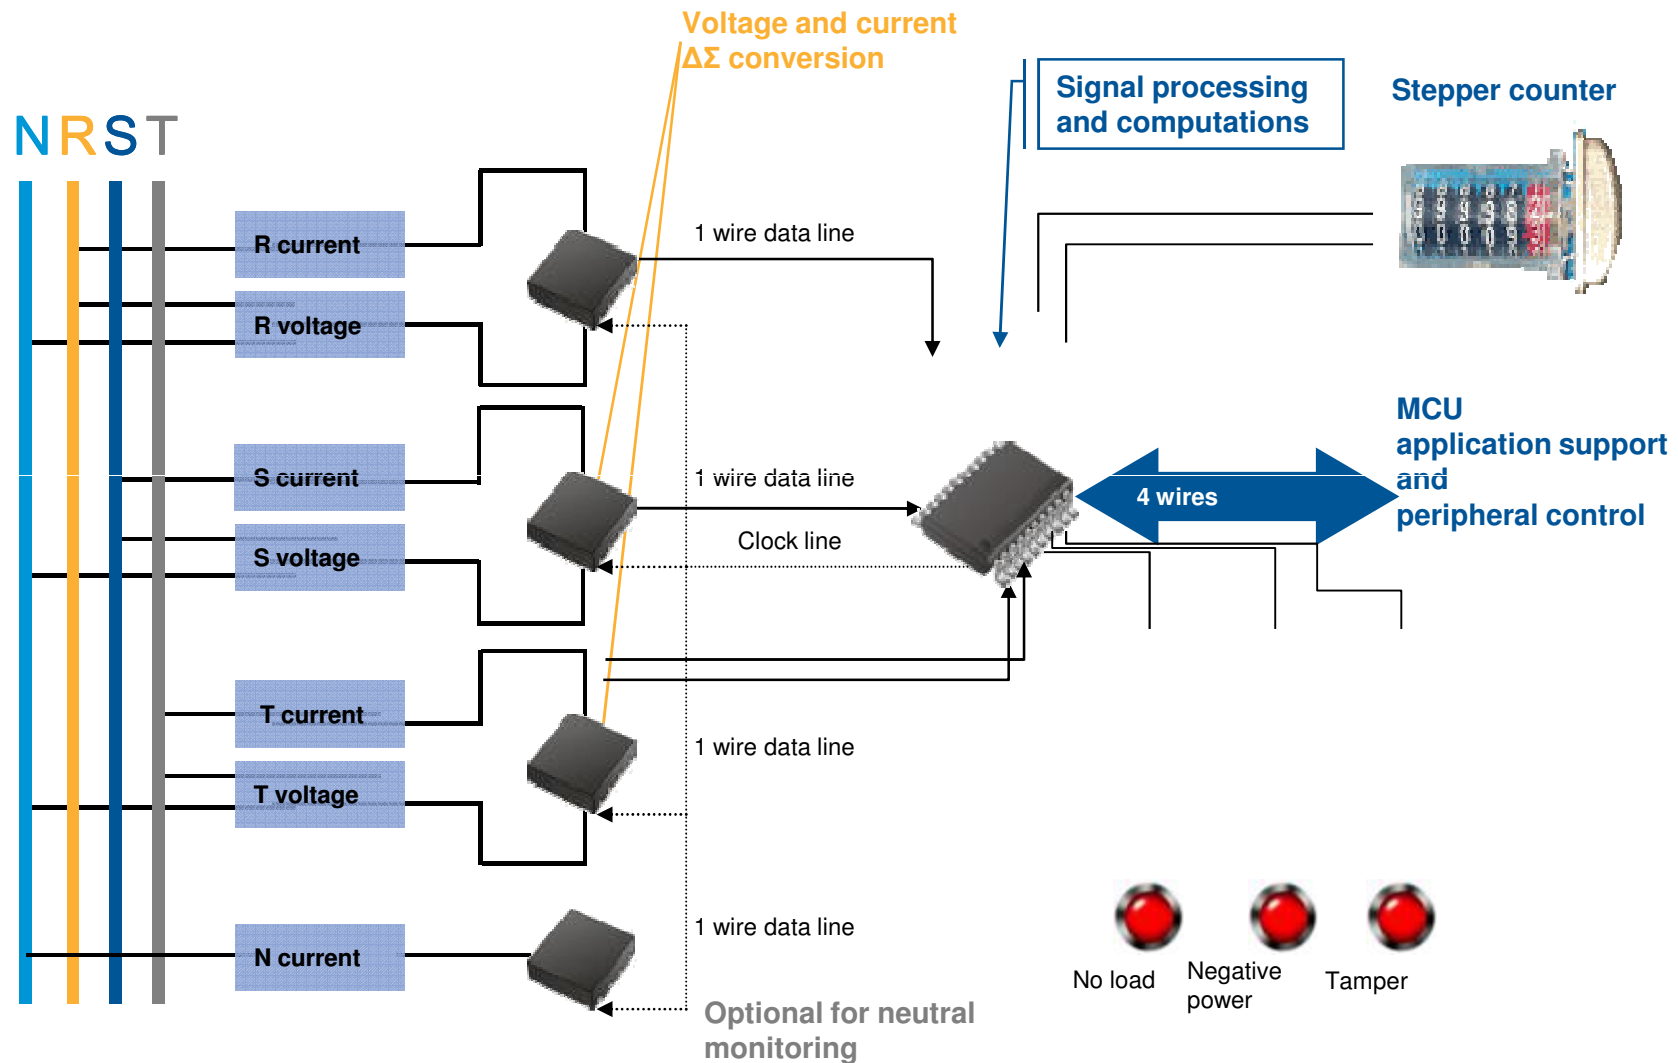 Voltage and current
ΔΣ conversion
Signal processing
and computations
Stepper counter
N R S T
R current
1 wire data line
R voltage
MCU
application support
and
peripheral control
S current
1 wire data line
4 wires
Clock line
S voltage
T current
1 wire data line
T voltage
1 wire data line
N current
No load
Negative
power
Tamper
Optional for neutral
monitoring